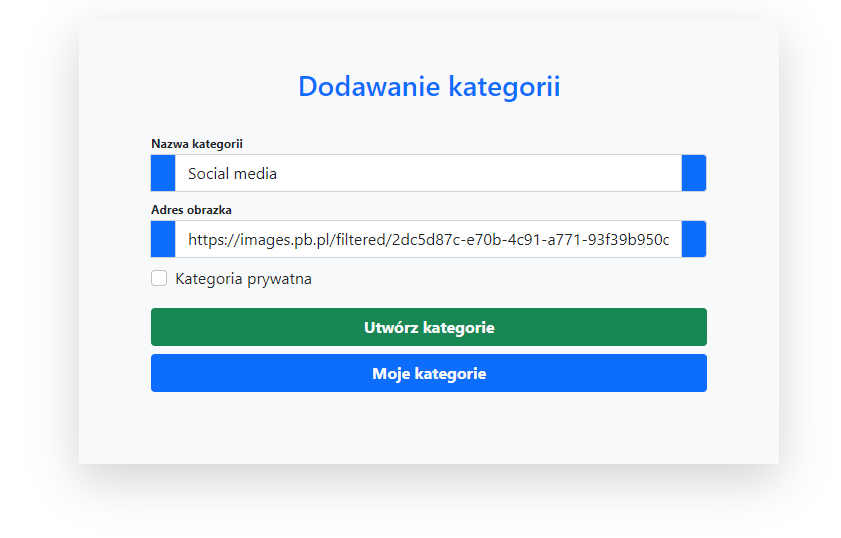 Dodawanie kategorii
Nazwa kategorii
Social media
Adres obrazka
https://images.pb.pl/filtered/2dc5d87c-e70b-4c91-a771-93f39b950c
Kategoria prywatna
Utwórz kategorie
Moje kategorie